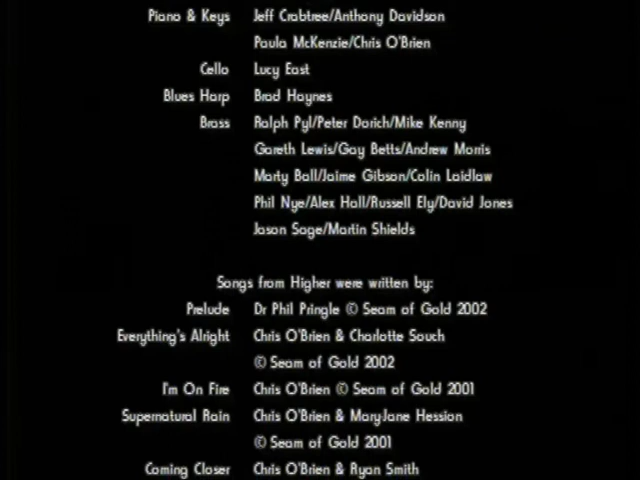 Piano & Keys Jeff Crabtree/Anthony Davidson
Paula McKenzie/Chris O'Brien
Cello Lucy East
Blues Harp Brad Haynes
Brass Ralph Pyl/Peter Dorich/Mike Kenny
Gareth Lewis/Gay Betts/Andrew Morris
Marty Ball/Jaime Gibson/Colin Laidlaw
Phil Nye/Alex Hall/Russell Ely/David Jones
Jason Sage/Martin Shields
Songs from Higher were written by:
Prelude Dr Phil Pringle © Seam of Gold 2002
Everything's Alright Chris O'Brien & Charlotte Souch
© Seam of Gold 2002
I'm On Fire Chris O'Brien © Seam of Gold 2001
Supernatural Rain Chris O'Brien & MaryJane Hession
© Seam of Gold 2001
Coming Closer Chris O'Brien & Ryan Smith